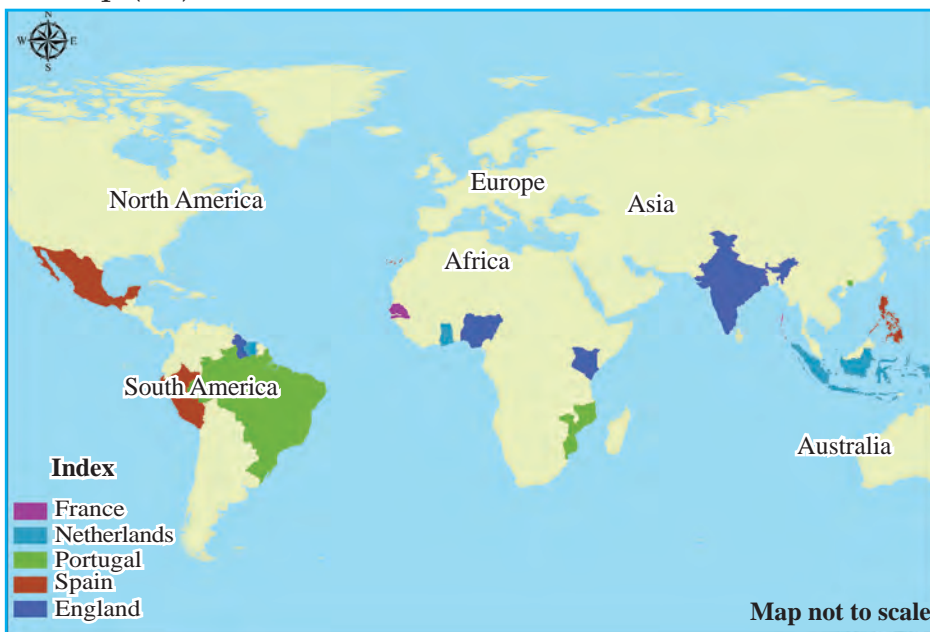 N
W E
S
North America
Europe
Asia
Africa
South America
Australia
Index
France
Netherlands
Portugal
Spain
England
Map not to scale